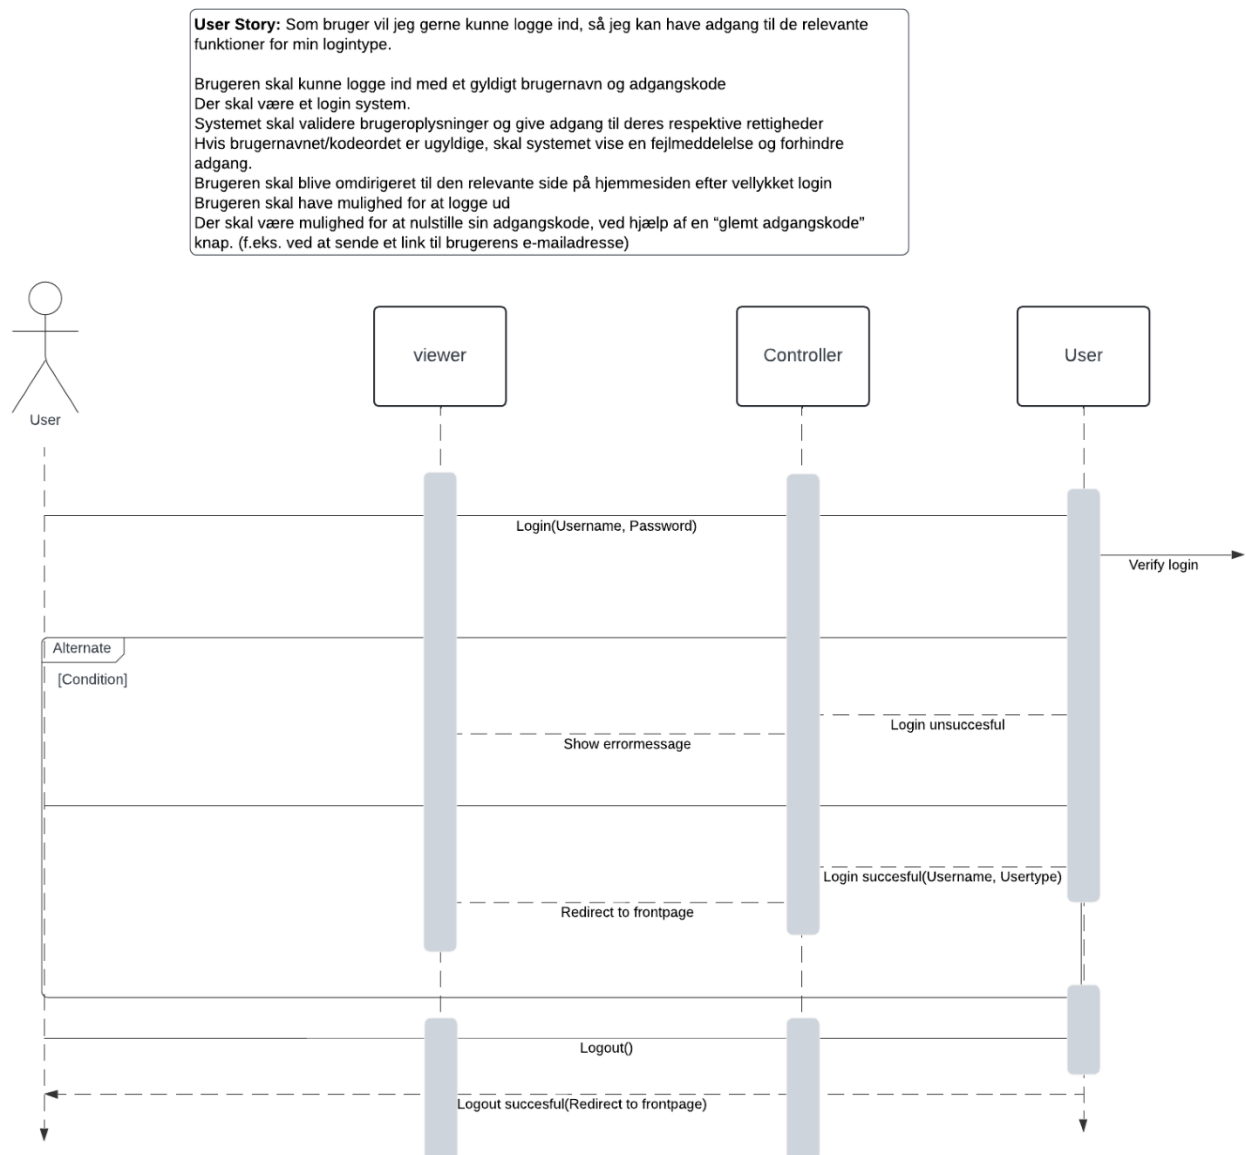 User Story: Som bruger vil jeg gerne kunne logge ind, så jeg kan have adgang til de relevante
funktioner for min logintype.
Brugeren skal kunne logge ind med et gyldigt brugernavn og adgangskode
Der skal være et login system.
Systemet skal validere brugeroplysninger og give adgang til deres respektive rettigheder
Hvis brugernavnet/kodeordet er ugyldige, skal systemet vise en fejlmeddelelse og forhindre
adgang.
Brugeren skal blive omdirigeret til den relevante side på hjemmesiden efter vellykket login
Brugeren skal have mulighed for at logge ud
Der skal være mulighed for at nulstille sin adgangskode, ved hjælp af en “glemt adgangskode”
knap. (f.eks. ved at sende et link til brugerens e-mailadresse)
viewer
Controller
User
User
Login(Username, Password)
Verify login
Alternate
[Condition]
Login unsuccesful
Show errormessage
Login succesful(Username, Usertype)
Redirect to frontpage
Logout()
Logout succesful(Redirect to frontpage)